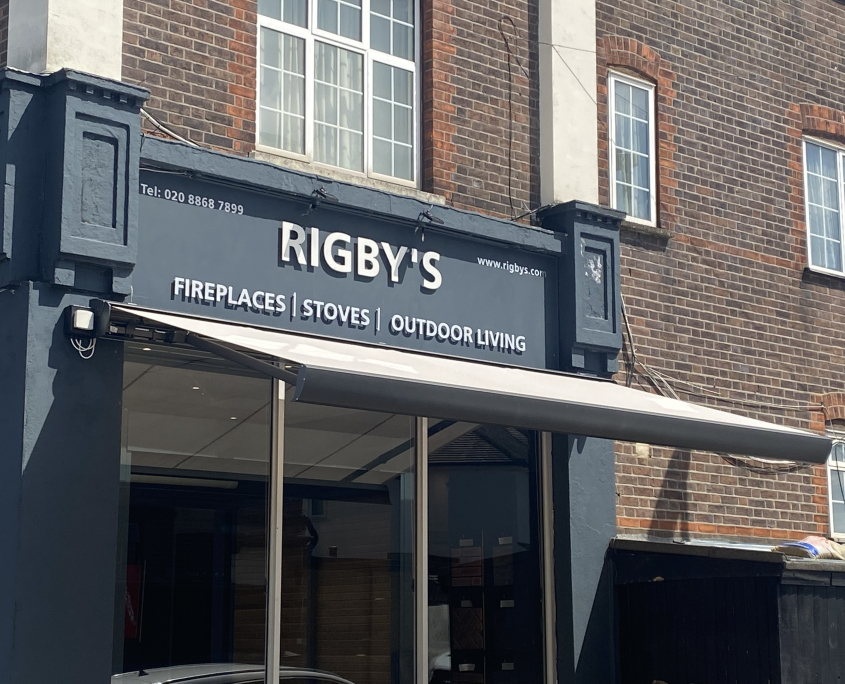 Tel: 020 8868 7899
RIGBY'S
www.rigbys.com
FIREPLACES | STOVES | OUTDOOR LIVING